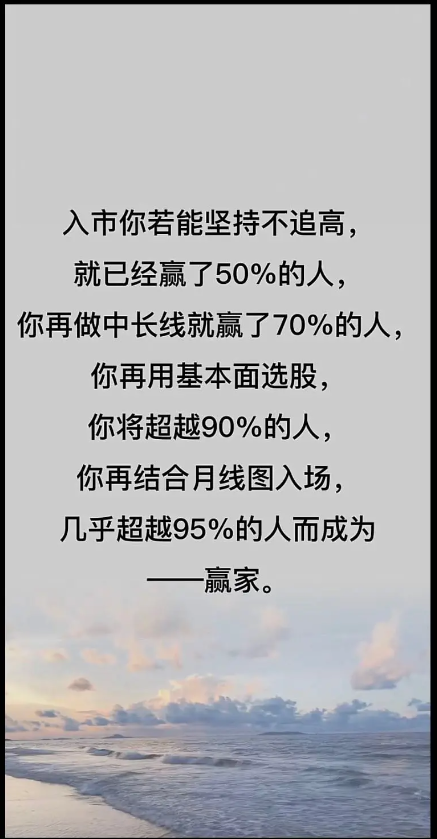 入市你若能坚持不追高，
就已经赢了50%的人，
你再做中长线就赢了70%的人，
你再用基本面选股，
你将超越90%的人，
你再结合月线图入场，
几乎超越95%的人而成为
——赢家。